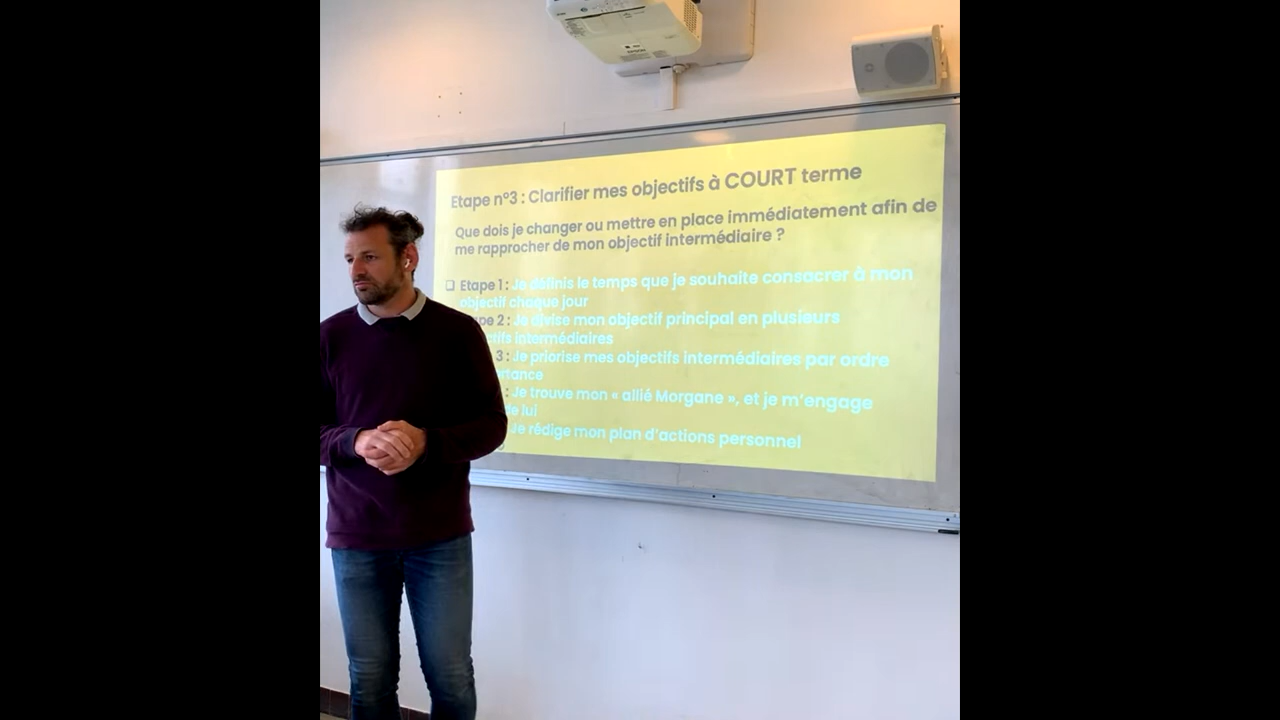 Etape n°3 : Clarifier mes objectifs à COURT terme
Que dois je changer ou mettre en place immédiatement afin de
me rapprocher de mon objectif intermédiaire ?
❑ Etape 1 : Je définis le temps que je souhaite consacrer à mon
objectif chaque jour
2 : Je divise mon objectif principal en plusieurs
intermédiaires
3 : Je priorise mes objectifs intermédiaires par ordre
: Je trouve mon « allié Morgane », et je m'engage
lui
Je rédige mon plan d'actions personnel